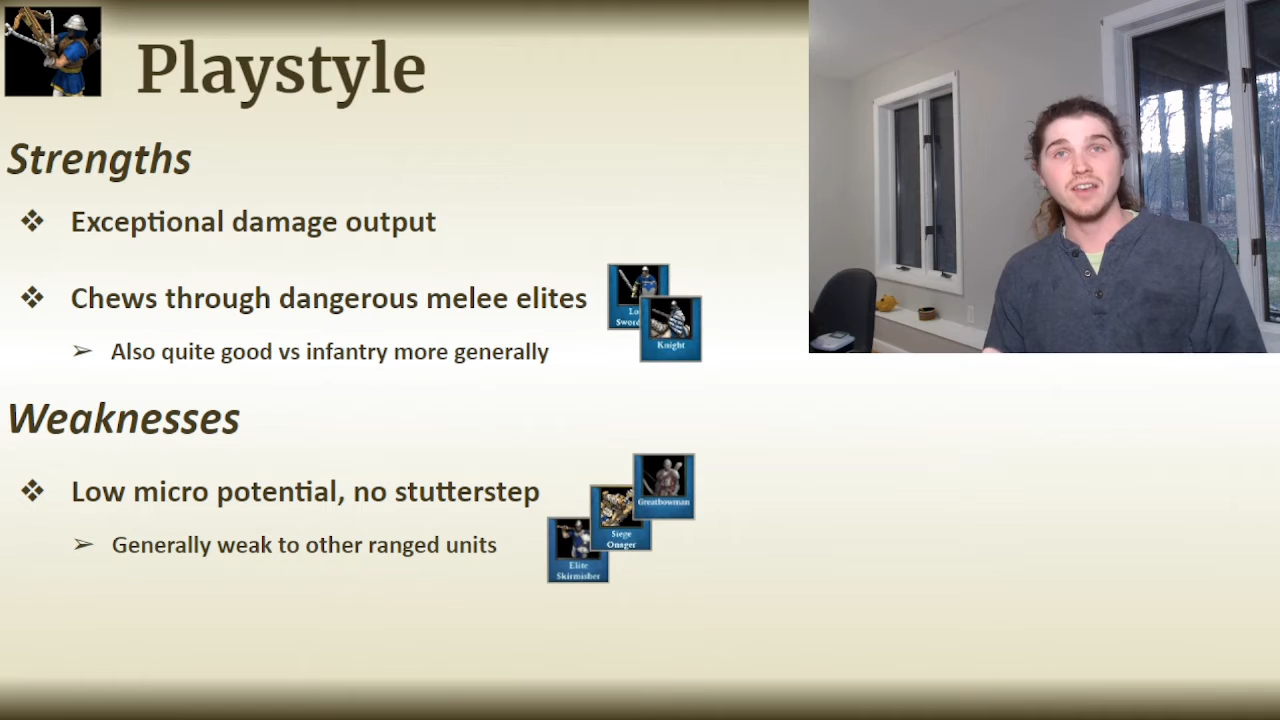 Playstyle
Strengths
❖ Exceptional damage output
❖ Chews through dangerous melee elites
➢ Also quite good vs infantry more generally
Knight
Weaknesses
❖ Low micro potential, no stutterstep
➢ Generally weak to other ranged units
Greatbowman
Siege
Onager
Elite
Skirmisher